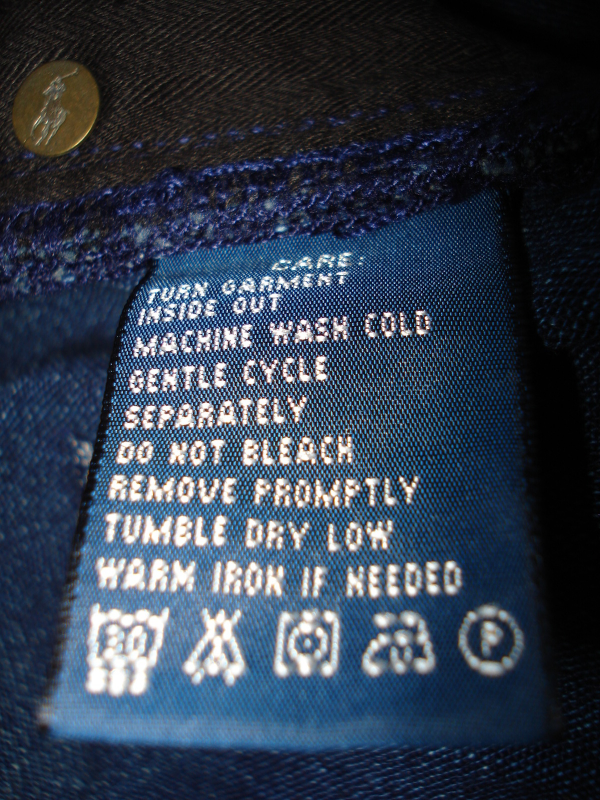 CARE:
TURN GARMENT
INSIDE OUT
MACHINE WASH COLD
GENTLE CYCLE
SEPARATELY
DO NOT BLEACH
REMOVE PROMPTLY
TUMBLE DRY LOW
WARM IRON IF NEEDED
30 P